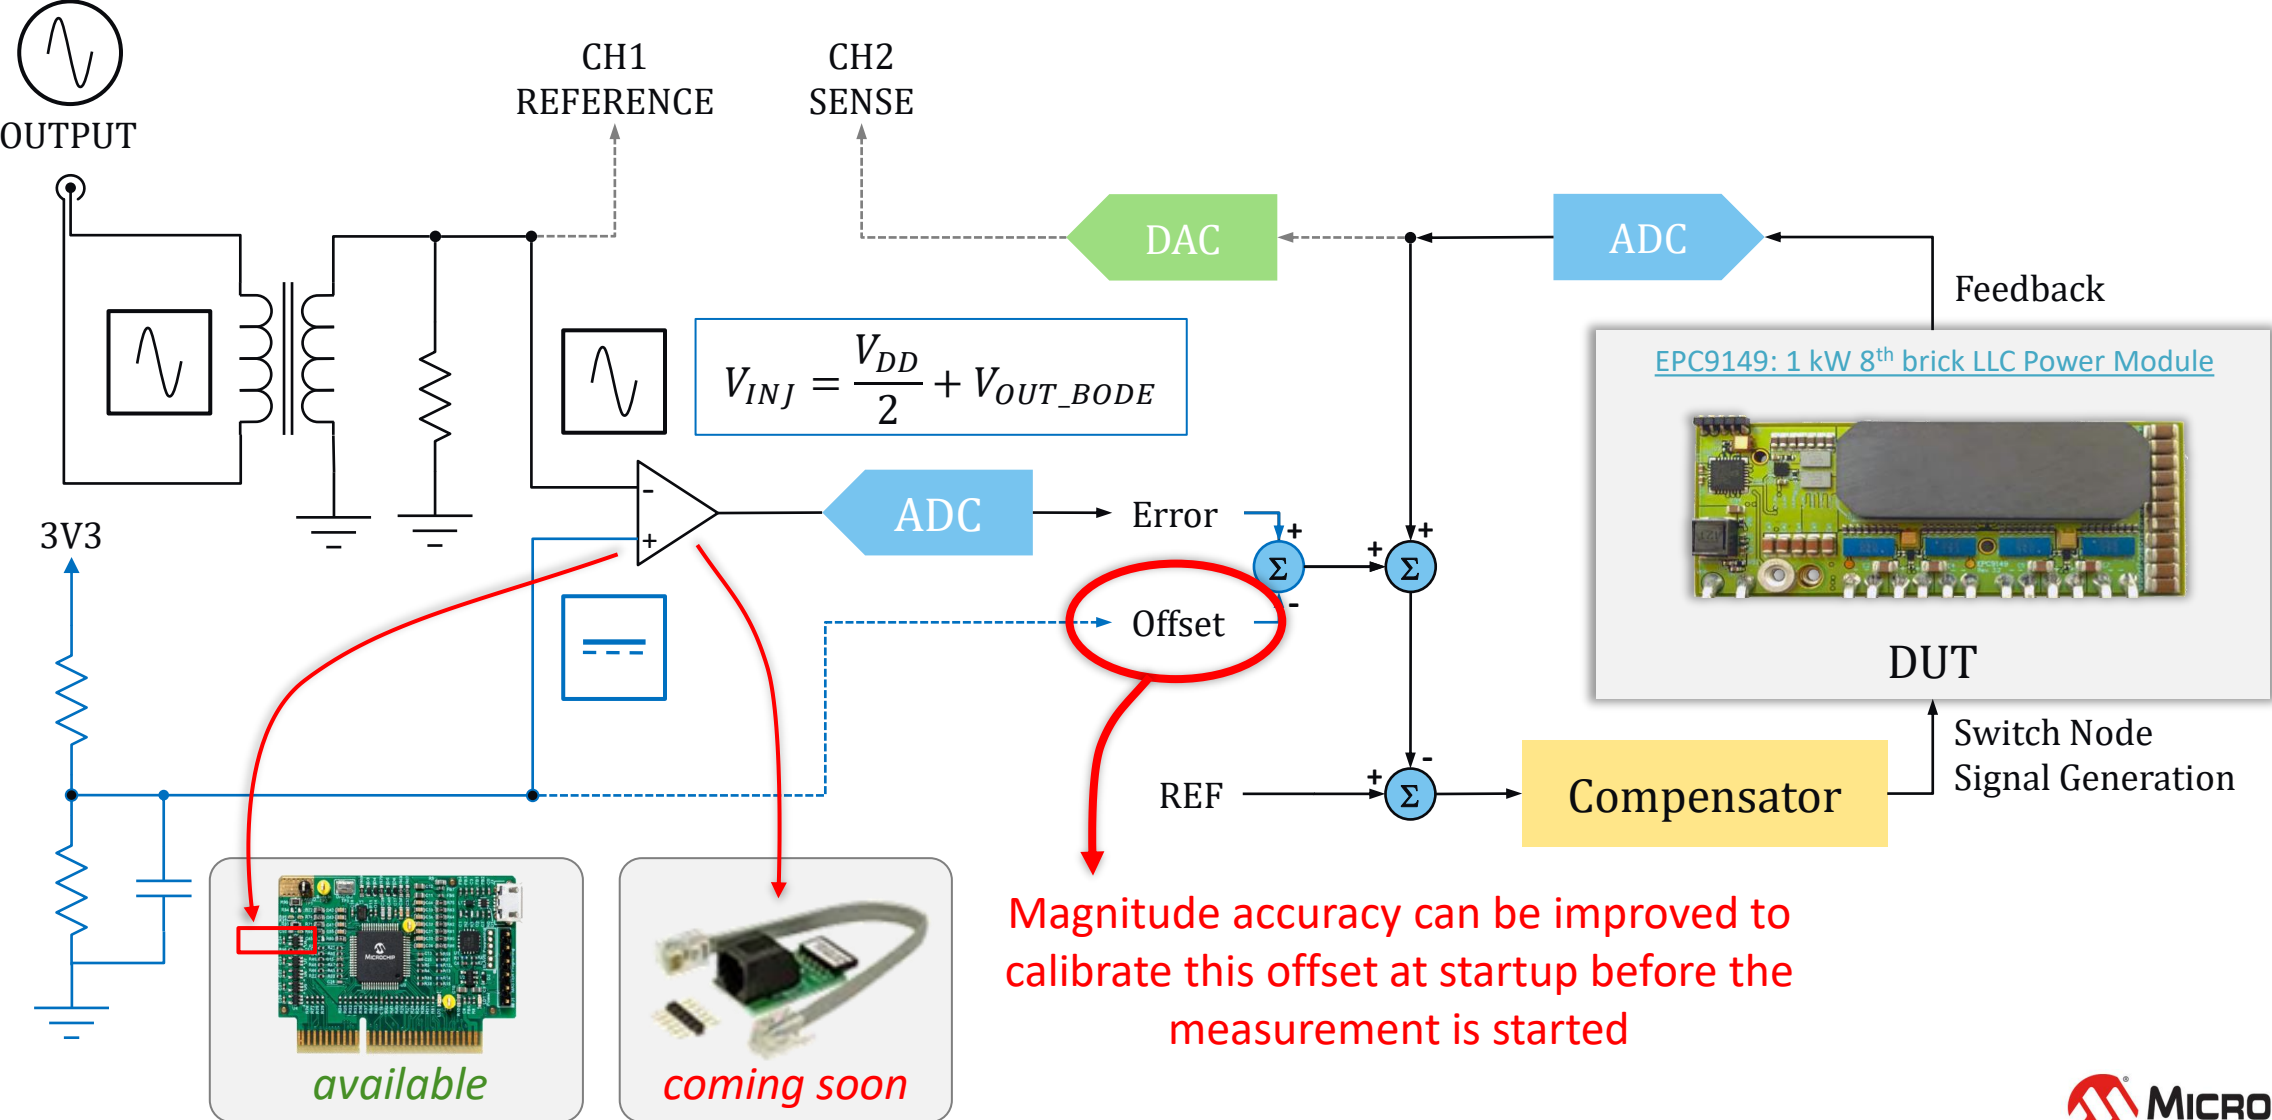 OUTPUT
CH1
REFERENCE
CH2
SENSE
DAC
ADC
Feedback
V_INJ = V_DD/2 + V_OUT_BODE
EPC9149: 1 kW 8th brick LLC Power Module
-
+
ADC
Error
+
+
+
Σ
Σ
-
Offset
3V3
DUT
REF
+
-
Σ
Compensator
Switch Node
Signal Generation
MICROCHIP
available
coming soon
Magnitude accuracy can be improved to
calibrate this offset at startup before the
measurement is started
MICRO